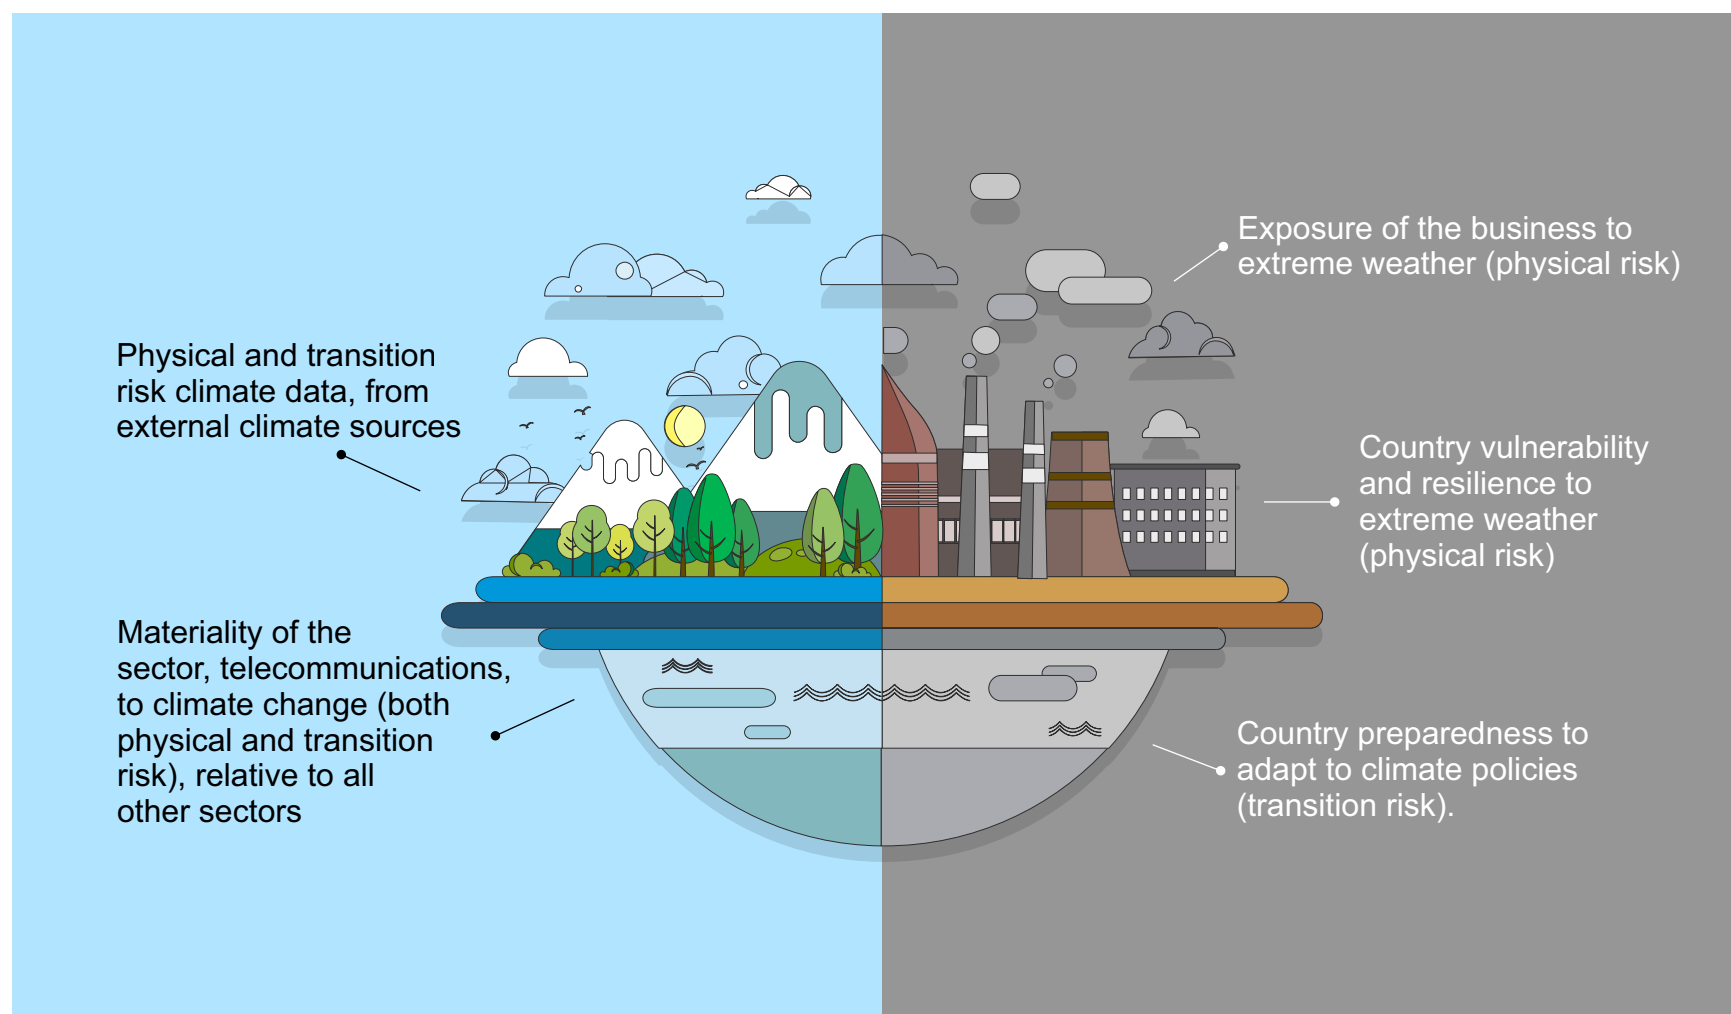 Physical and transition
risk climate data, from
external climate sources
Materiality of the
sector, telecommunications,
to climate change (both
physical and transition
risk), relative to all
other sectors
Exposure of the business to
extreme weather (physical risk)
Country vulnerability
and resilience to
extreme weather
(physical risk)
Country preparedness to
adapt to climate policies
(transition risk).